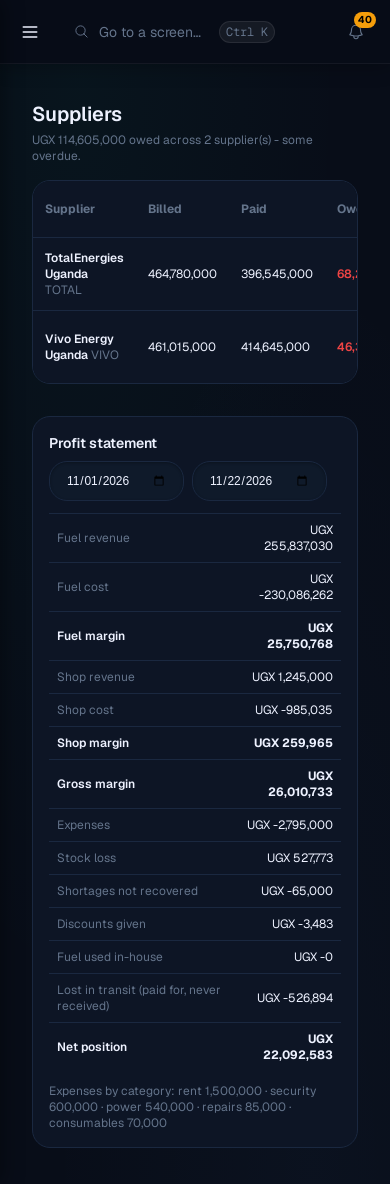 Go to a screen... Ctrl K 40
Suppliers
UGX 114,605,000 owed across 2 supplier(s) - some
overdue.
Supplier Billed Paid
TotalEnergies
Uganda
TOTAL
464,780,000 396,545,000
Vivo Energy
Uganda VIVO
461,015,000 414,645,000
Profit statement
11/01/2026 11/22/2026
Fuel revenue UGX
255,837,030
Fuel cost UGX
-230,086,262
Fuel margin UGX
25,750,768
Shop revenue UGX 1,245,000
Shop cost UGX -985,035
Shop margin UGX 259,965
Gross margin UGX
26,010,733
Expenses UGX -2,795,000
Stock loss UGX 527,773
Shortages not recovered UGX -65,000
Discounts given UGX -3,483
Fuel used in-house UGX -0
Lost in transit (paid for, never
received) UGX -526,894
Net position UGX
22,092,583
Expenses by category: rent 1,500,000 · security
600,000 · power 540,000 · repairs 85,000 ·
consumables 70,000